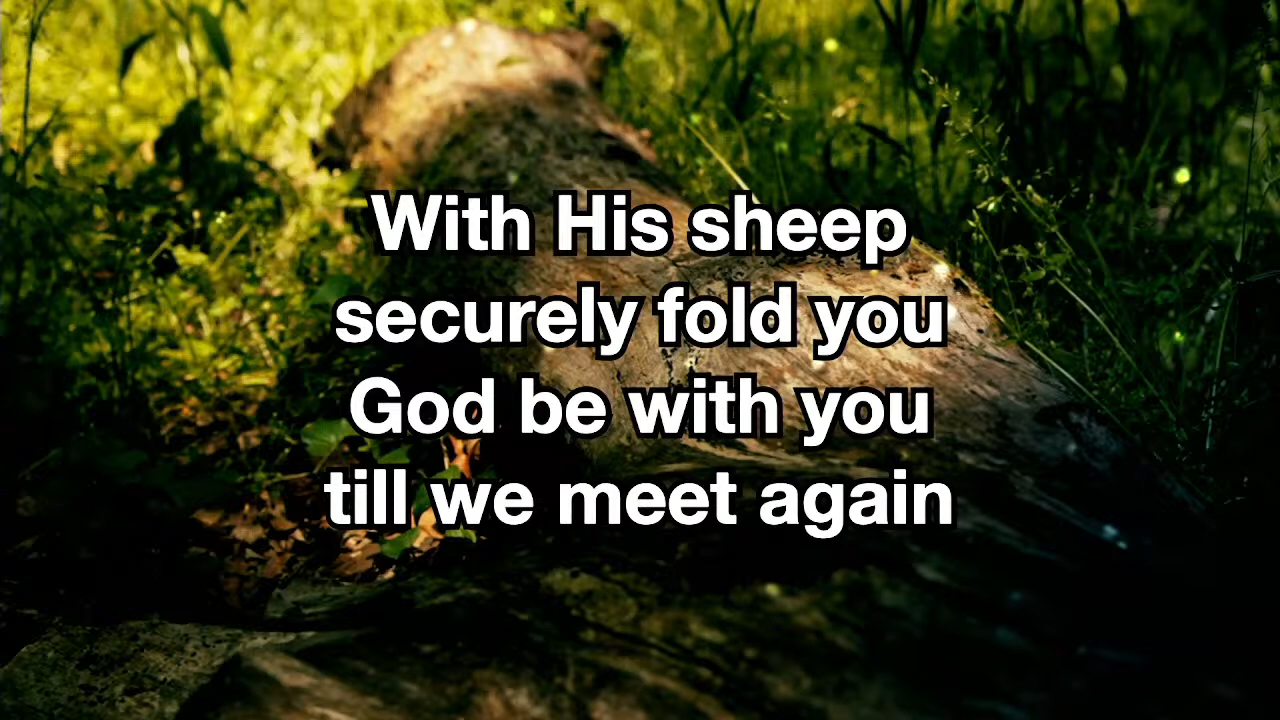 With His sheep
securely fold you
God be with you
till we meet again